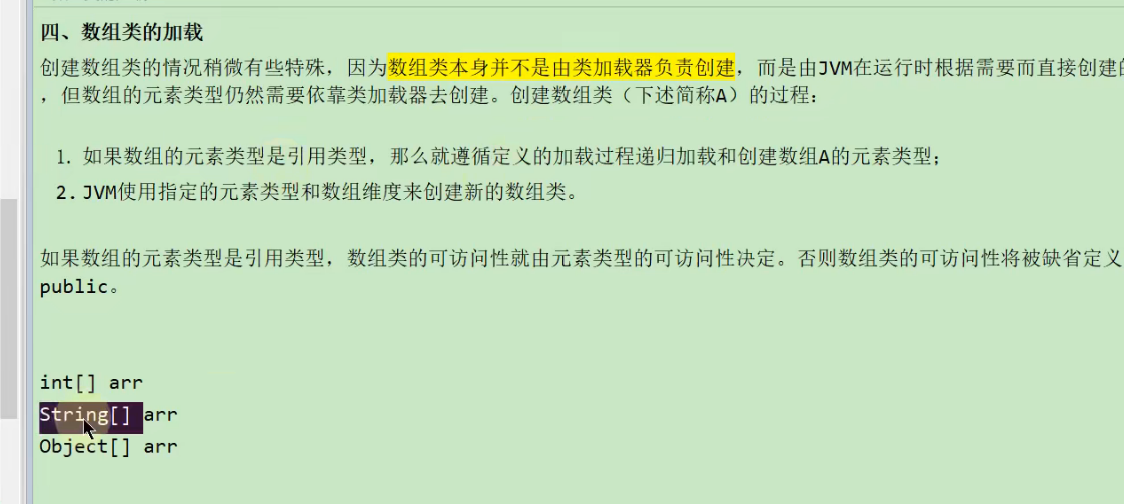 四、数组类的加载
创建数组类的情况稍微有些特殊，因为数组类本身并不是由类加载器负责创建，而是由JVM在运行时根据需要而直接创建的
，但数组的元素类型仍然需要依靠类加载器去创建。创建数组类（下述简称A）的过程：
1. 如果数组的元素类型是引用类型，那么就遵循定义的加载过程递归加载和创建数组A的元素类型；
2. JVM使用指定的元素类型和数组维度来创建新的数组类。
如果数组的元素类型是引用类型，数组类的可访问性就由元素类型的可访问性决定。否则数组类的可访问性将被缺省定义
public。
int[] arr
String[] arr
Object[] arr